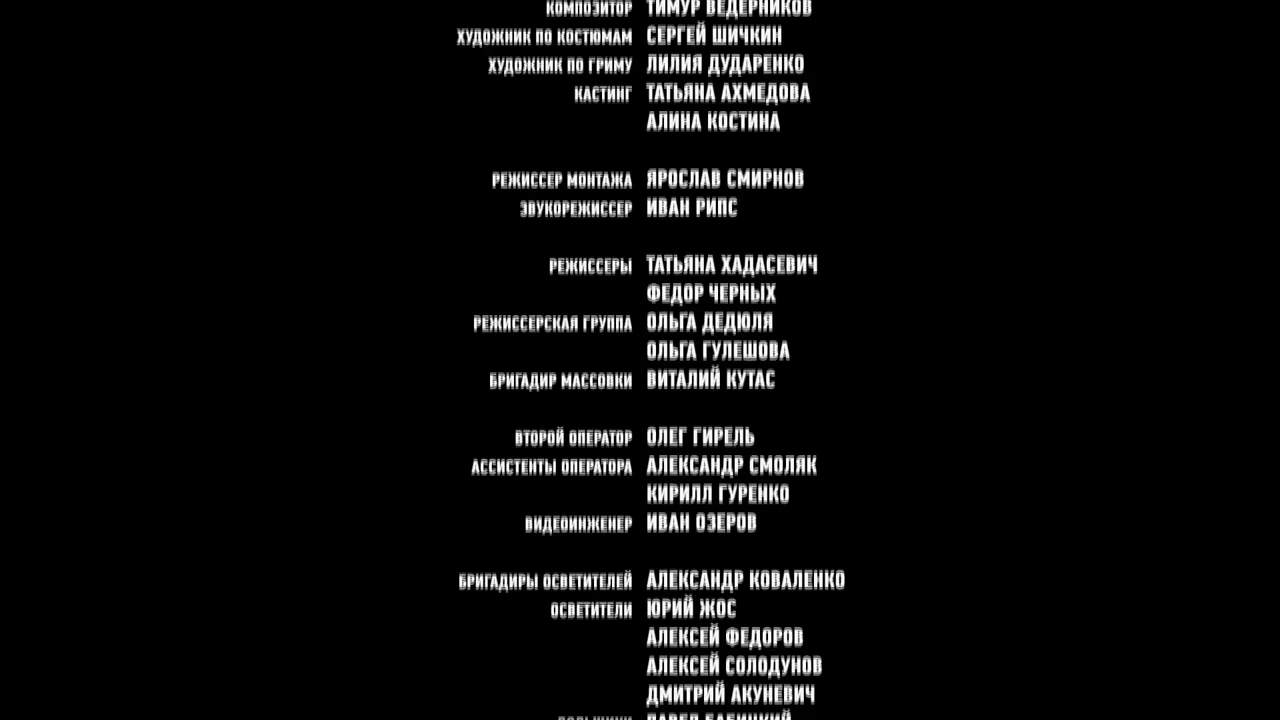 КОМПОЗИТОР ТИМУР ВЕДЕРНИКОВ
ХУДОЖНИК ПО КОСТЮМАМ СЕРГЕЙ ШИЧКИН
ХУДОЖНИК ПО ГРИМУ ЛИЛИЯ ДУДАРЕНКО
КАСТИНГ ТАТЬЯНА АХМЕДОВА
АЛИНА КОСТИНА
РЕЖИССЕР МОНТАЖА ЯРОСЛАВ СМИРНОВ
ЗВУКОРЕЖИССЕР ИВАН РИПС
РЕЖИССЕРЫ ТАТЬЯНА ХАДАСЕВИЧ
ФЕДОР ЧЕРНЫХ
РЕЖИССЕРСКАЯ ГРУППА ОЛЬГА ДЕДЮЛЯ
ОЛЬГА ГУЛЕШОВА
БРИГАДИР МАССОВКИ ВИТАЛИЙ КУТАС
ВТОРОЙ ОПЕРАТОР ОЛЕГ ГИРЕЛЬ
АССИСТЕНТЫ ОПЕРАТОРА АЛЕКСАНДР СМОЛЯК
КИРИЛЛ ГУРЕНКО
ВИДЕОИНЖЕНЕР ИВАН ОЗЕРОВ
БРИГАДИРЫ ОСВЕТИТЕЛЕЙ АЛЕКСАНДР КОВАЛЕНКО
ОСВЕТИТЕЛИ ЮРИЙ ЖОС
АЛЕКСЕЙ ФЕДОРОВ
АЛЕКСЕЙ СОЛОДУНОВ
ДМИТРИЙ АКУНЕВИЧ
ПАВЕЛ БАБИЦКИЙ